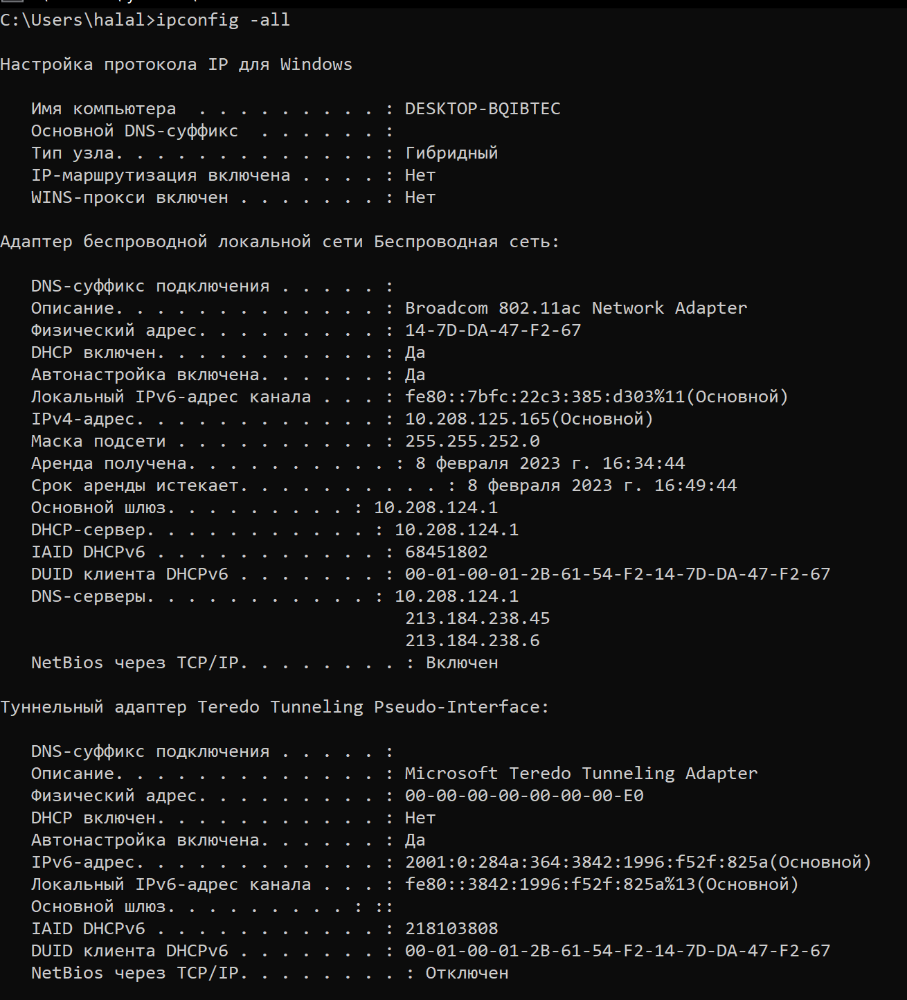 C:\Users\halal>ipconfig -all
Настройка протокола IP для Windows
Имя компьютера  . . . . . . . . . : DESKTOP-BQIBTEC
Основной DNS-суффикс  . . . . . . :
Тип узла. . . . . . . . . . . . . : Гибридный
IP-маршрутизация включена . . . . : Нет
WINS-прокси включен . . . . . . . : Нет
Адаптер беспроводной локальной сети Беспроводная сеть:
DNS-суффикс подключения . . . . . :
Описание. . . . . . . . . . . . . : Broadcom 802.11ac Network Adapter
Физический адрес. . . . . . . . . : 14-7D-DA-47-F2-67
DHCP включен. . . . . . . . . . . : Да
Автонастройка включена. . . . . . : Да
Локальный IPv6-адрес канала . . . : fe80::7bfc:22c3:385:d303%11(Основной)
IPv4-адрес. . . . . . . . . . . . : 10.208.125.165(Основной)
Маска подсети . . . . . . . . . . : 255.255.252.0
Аренда получена. . . . . . . . . . : 8 февраля 2023 г. 16:34:44
Срок аренды истекает. . . . . . . . . . : 8 февраля 2023 г. 16:49:44
Основной шлюз. . . . . . . . . : 10.208.124.1
DHCP-сервер. . . . . . . . . . . : 10.208.124.1
IAID DHCPv6 . . . . . . . . . . . : 68451802
DUID клиента DHCPv6 . . . . . . . : 00-01-00-01-2B-61-54-F2-14-7D-DA-47-F2-67
DNS-серверы. . . . . . . . . . . : 10.208.124.1
213.184.238.45
213.184.238.6
NetBios через TCP/IP. . . . . . . . : Включен
Туннельный адаптер Teredo Tunneling Pseudo-Interface:
DNS-суффикс подключения . . . . . :
Описание. . . . . . . . . . . . . : Microsoft Teredo Tunneling Adapter
Физический адрес. . . . . . . . . : 00-00-00-00-00-00-00-E0
DHCP включен. . . . . . . . . . . : Нет
Автонастройка включена. . . . . . : Да
IPv6-адрес. . . . . . . . . . . . : 2001:0:284a:364:3842:1996:f52f:825a(Основной)
Локальный IPv6-адрес канала . . . : fe80::3842:1996:f52f:825a%13(Основной)
Основной шлюз. . . . . . . . . : ::
IAID DHCPv6 . . . . . . . . . . . : 218103808
DUID клиента DHCPv6 . . . . . . . : 00-01-00-01-2B-61-54-F2-14-7D-DA-47-F2-67
NetBios через TCP/IP. . . . . . . . : Отключен